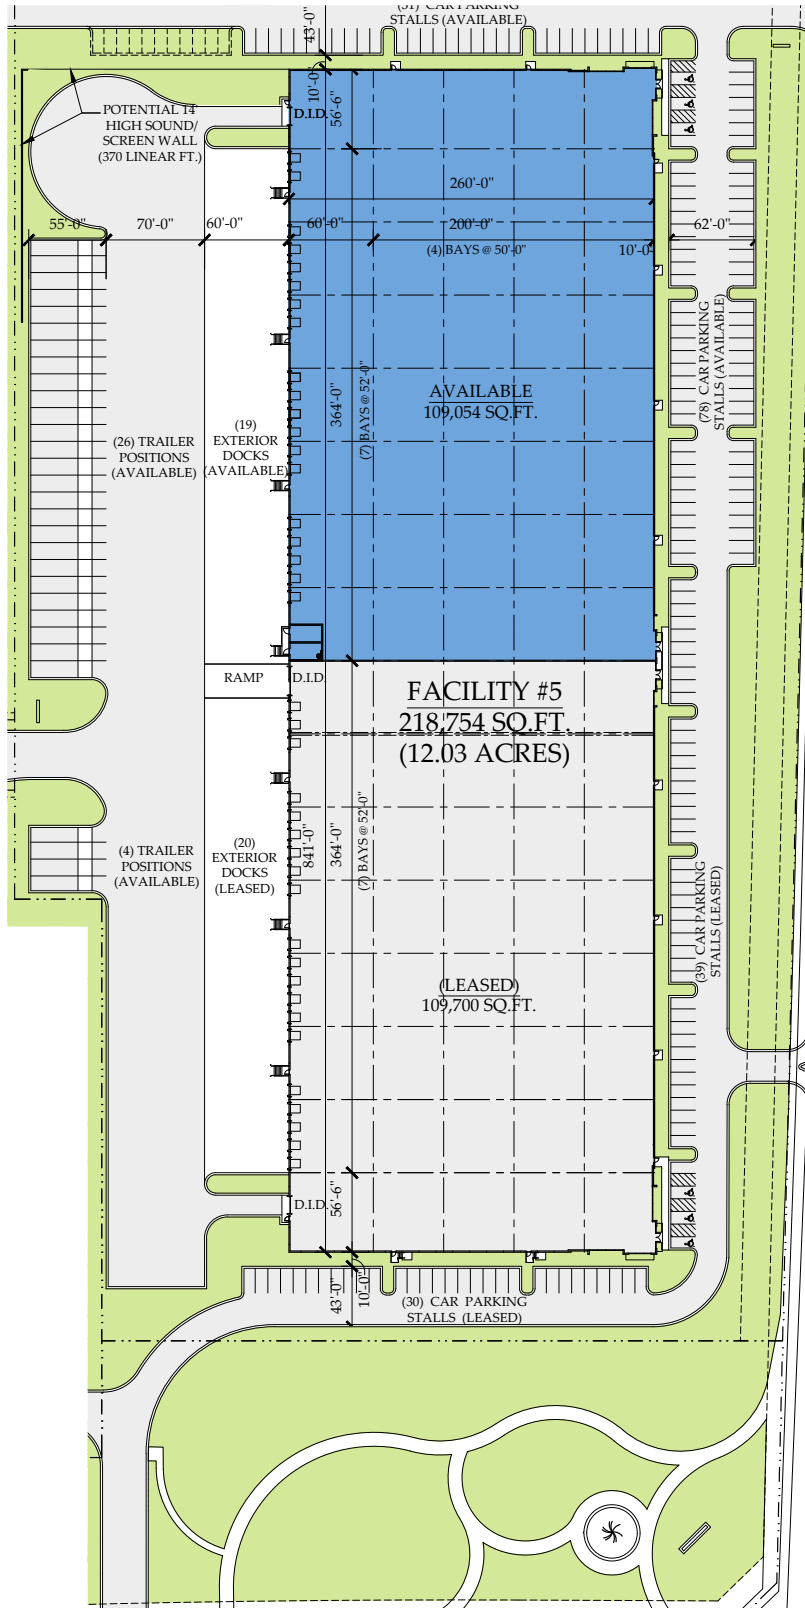 (31) CAR PARKING
STALLS (AVAILABLE)
43'-0"
10'-0"
D.I.D.
56'-6"
POTENTIAL 14'
HIGH SOUND/
SCREEN WALL
(370 LINEAR FT.)
260'-0"
55'-0"
70'-0"
60'-0"
60'-0"
200'-0"
62'-0"
(4) BAYS @ 50'-0"
10'-0"
(78) CAR PARKING
STALLS (AVAILABLE)
364'-0"
(7) BAYS @ 52'-0"
AVAILABLE
109,054 SQ.FT.
(19)
EXTERIOR
DOCKS
(AVAILABLE)
(26) TRAILER
POSITIONS
(AVAILABLE)
RAMP
D.I.D.
FACILITY #5
218,754 SQ.FT.
(12.03 ACRES)
841'-0"
364'-0"
(7) BAYS @ 52'-0"
(4) TRAILER
POSITIONS
(AVAILABLE)
(20)
EXTERIOR
DOCKS
(LEASED)
(39) CAR PARKING
STALLS (LEASED)
(LEASED)
109,700 SQ.FT.
D.I.D.
56'-6"
43'-0"
10'-0"
(30) CAR PARKING
STALLS (LEASED)